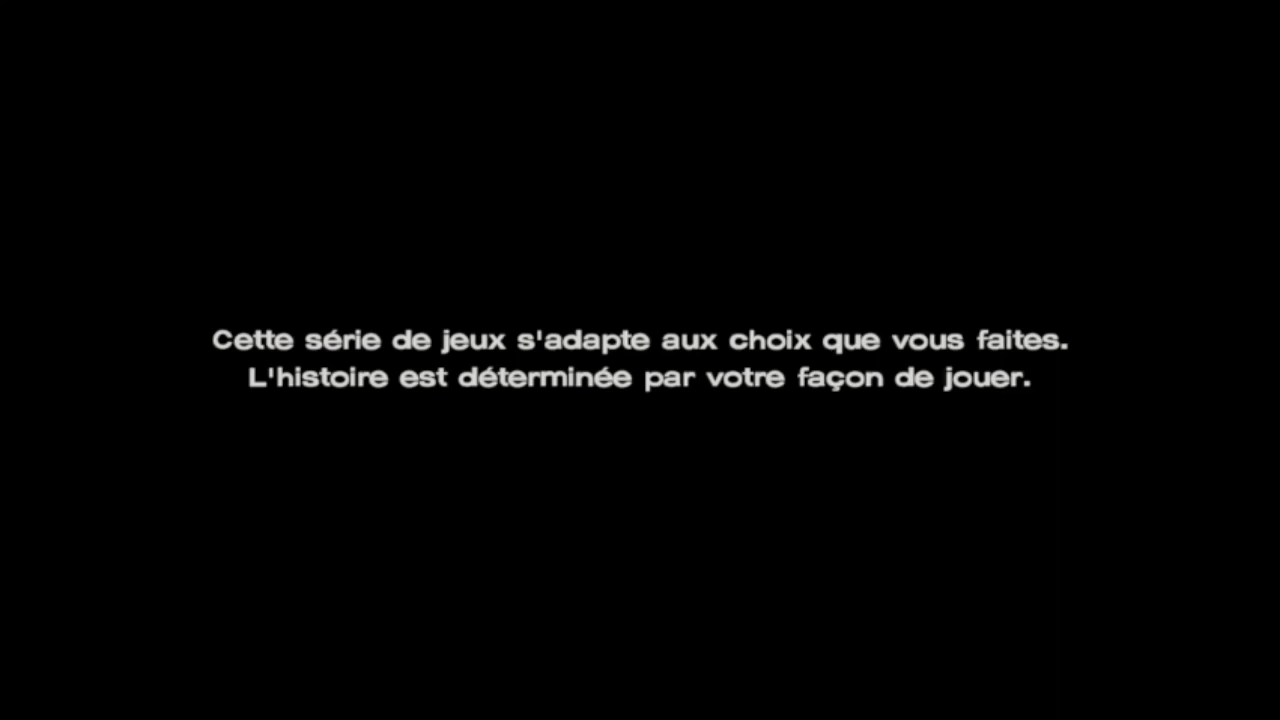 Cette série de jeux s'adapte aux choix que vous faites.
L'histoire est déterminée par votre façon de jouer.